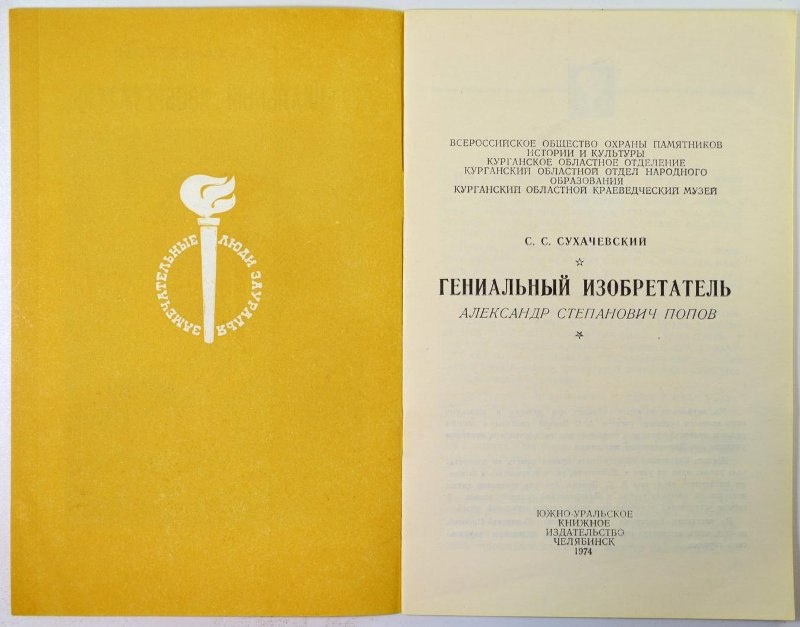 ЗАМЕЧАТЕЛЬНЫЕ ЛЮДИ ЗАУРАЛЬЯ
ВСЕРОССИЙСКОЕ ОБЩЕСТВО ОХРАНЫ ПАМЯТНИКОВ
ИСТОРИИ И КУЛЬТУРЫ
КУРГАНСКОЕ ОБЛАСТНОЕ ОТДЕЛЕНИЕ
КУРГАНСКИЙ ОБЛАСТНОЙ ОТДЕЛ НАРОДНОГО
ОБРАЗОВАНИЯ
КУРГАНСКИЙ ОБЛАСТНОЙ КРАЕВЕДЧЕСКИЙ МУЗЕЙ
С. С. СУХАЧЕВСКИЙ
ГЕНИАЛЬНЫЙ ИЗОБРЕТАТЕЛЬ
АЛЕКСАНДР СТЕПАНОВИЧ ПОПОВ
ЮЖНО-УРАЛЬСКОЕ
КНИЖНОЕ
ИЗДАТЕЛЬСТВО
ЧЕЛЯБИНСК
1974